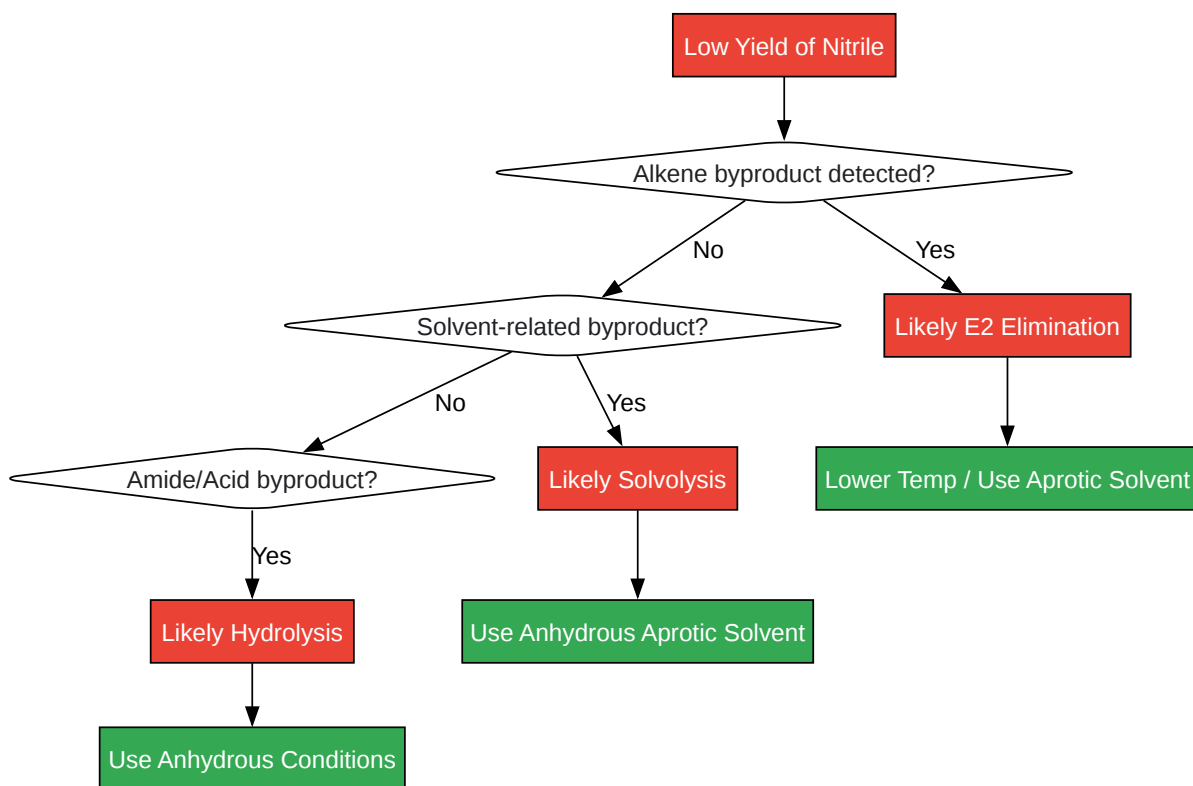 Low Yield of Nitrile
Alkene byproduct detected?
No
Yes
Solvent-related byproduct?
Likely E2 Elimination
No
Yes
Amide/Acid byproduct?
Likely Solvolysis
Lower Temp / Use Aprotic Solvent
Yes
Likely Hydrolysis
Use Anhydrous Aprotic Solvent
Use Anhydrous Conditions